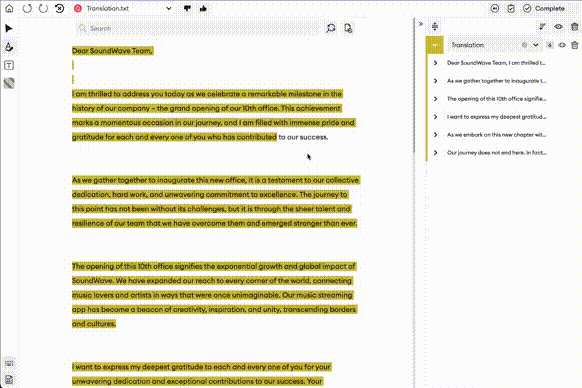 Translation.txt
Complete
Search
Dear SoundWave Team,
I am thrilled to address you today as we celebrate a remarkable milestone in the
history of our company – the grand opening of our 10th office. This achievement
marks a momentous occasion in our journey, and I am filled with immense pride and
gratitude for each and every one of you who has contributed to our success.
As we gather together to inaugurate this new office, it is a testament to our collective
dedication, hard work, and unwavering commitment to excellence. The journey to
this point has not been without its challenges, but it is through the sheer talent and
resilience of our team that we have overcome them and emerged stronger than ever.
The opening of this 10th office signifies the exponential growth and global impact of
SoundWave. We have expanded our reach to every corner of the world, connecting
music lovers and artists in ways that were once unimaginable. Our music streaming
app has become a beacon of creativity, inspiration, and unity, transcending borders
and cultures.
I want to express my deepest gratitude to each and every one of you for your
unwavering dedication and exceptional contributions to our success. Your
Translation
Dear SoundWave Team, I am thrilled t...
As we gather together to inaugurate t...
The opening of this 10th office signifie...
I want to express my deepest gratitud...
As we embark on this new chapter wit...
Our journey does not end here. In fact...